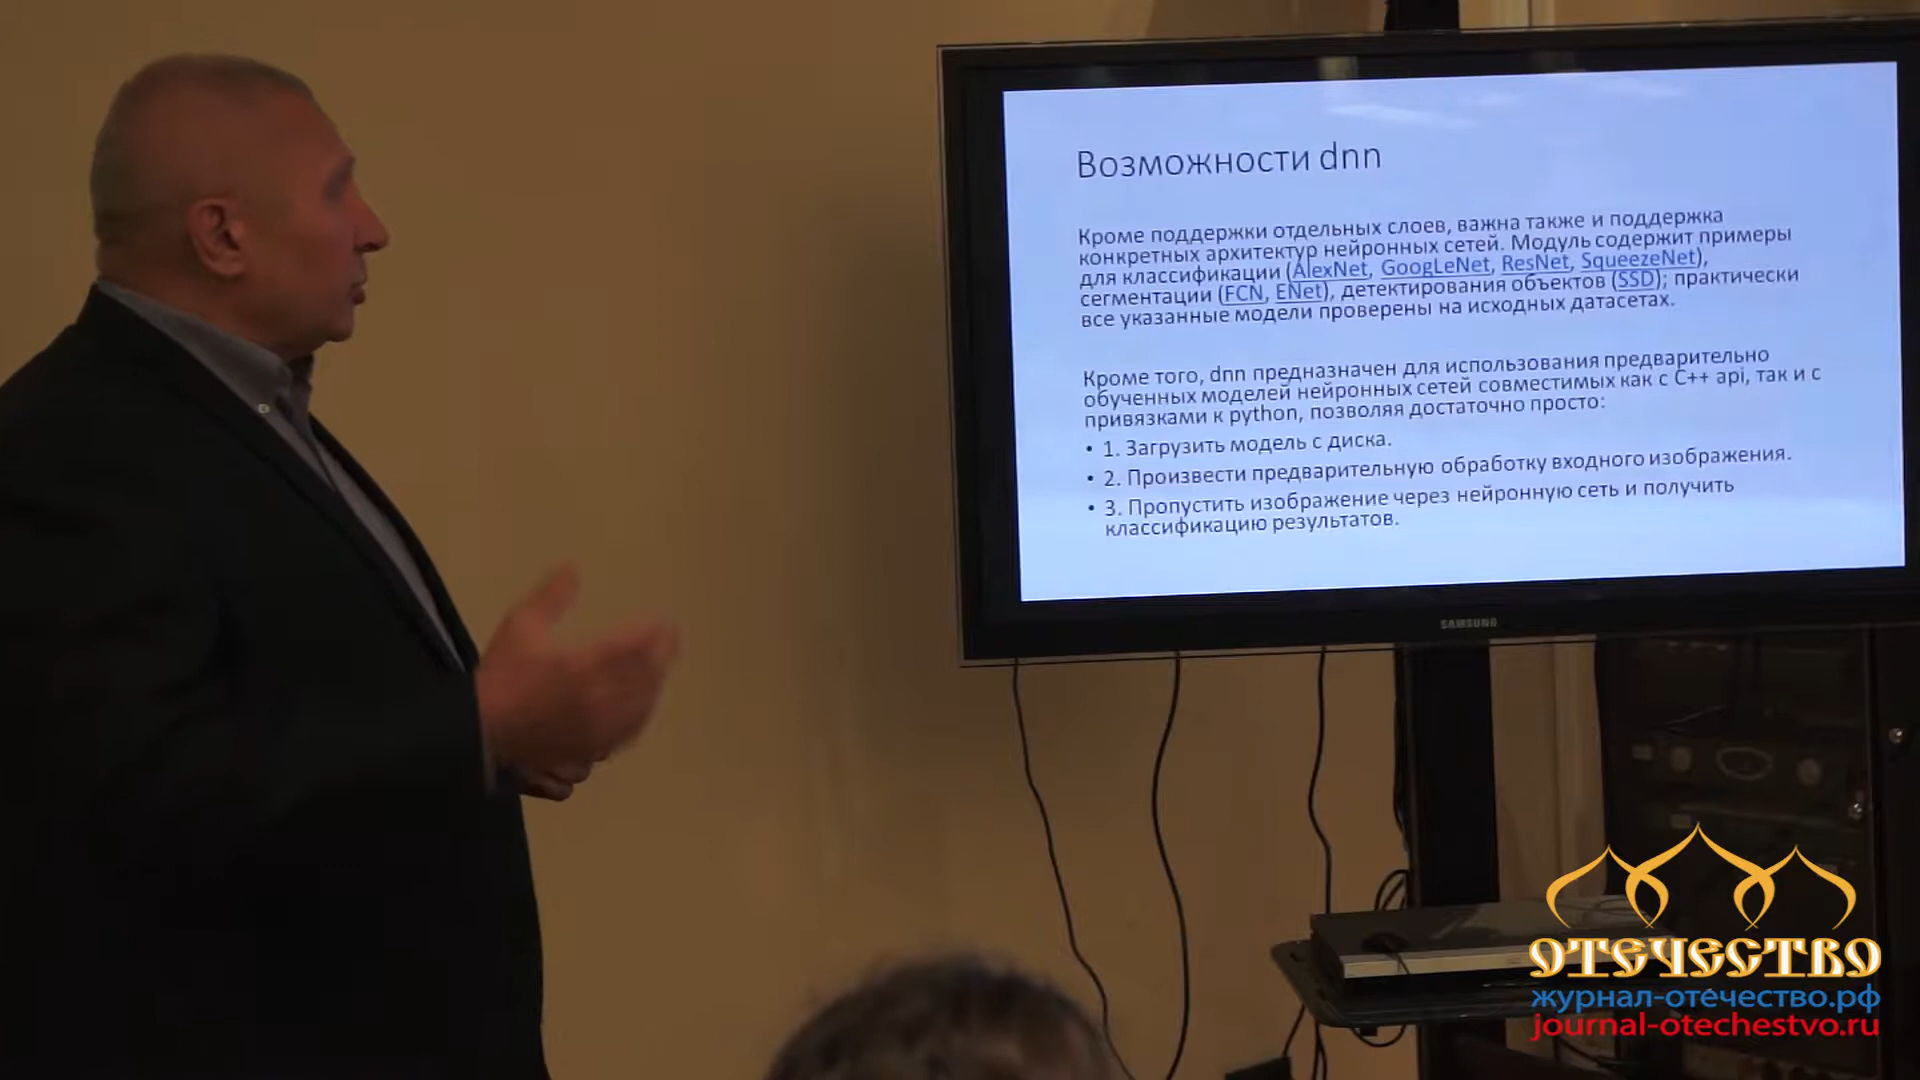 Возможности dnn
Кроме поддержки отдельных слоев, важна также и поддержка
конкретных архитектур нейронных сетей. Модуль содержит примеры
для классификации (AlexNet, GoogLeNet, ResNet, SqueezeNet),
сегментации (FCN, ENet), детектирования объектов (SSD); практически
все указанные модели проверены на исходных датасетах.
Кроме того, dnn предназначен для использования предварительно
обученных моделей нейронных сетей совместимых как с C++ api, так и с
привязками к python, позволяя достаточно просто:
• 1. Загрузить модель с диска.
• 2. Произвести предварительную обработку входного изображения.
• 3. Пропустить изображение через нейронную сеть и получить
классификацию результатов.
SAMSUNG
ОТЕЧЕСТВО
журнал-отечество.рф
journal-otechestvo.ru